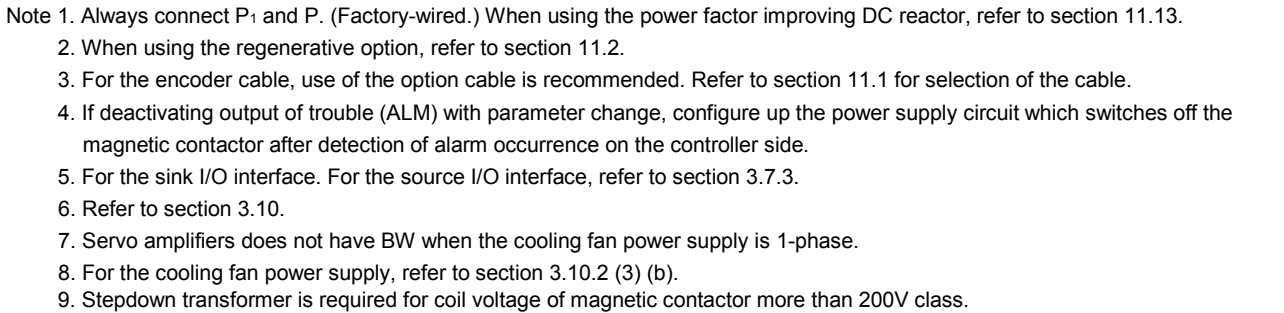 Note 1. Always connect P₁ and P. (Factory-wired.) When using the power factor improving DC reactor, refer to section 11.13.
2. When using the regenerative option, refer to section 11.2.
3. For the encoder cable, use of the option cable is recommended. Refer to section 11.1 for selection of the cable.
4. If deactivating output of trouble (ALM) with parameter change, configure up the power supply circuit which switches off the
magnetic contactor after detection of alarm occurrence on the controller side.
5. For the sink I/O interface. For the source I/O interface, refer to section 3.7.3.
6. Refer to section 3.10.
7. Servo amplifiers does not have BW when the cooling fan power supply is 1-phase.
8. For the cooling fan power supply, refer to section 3.10.2 (3) (b).
9. Stepdown transformer is required for coil voltage of magnetic contactor more than 200V class.